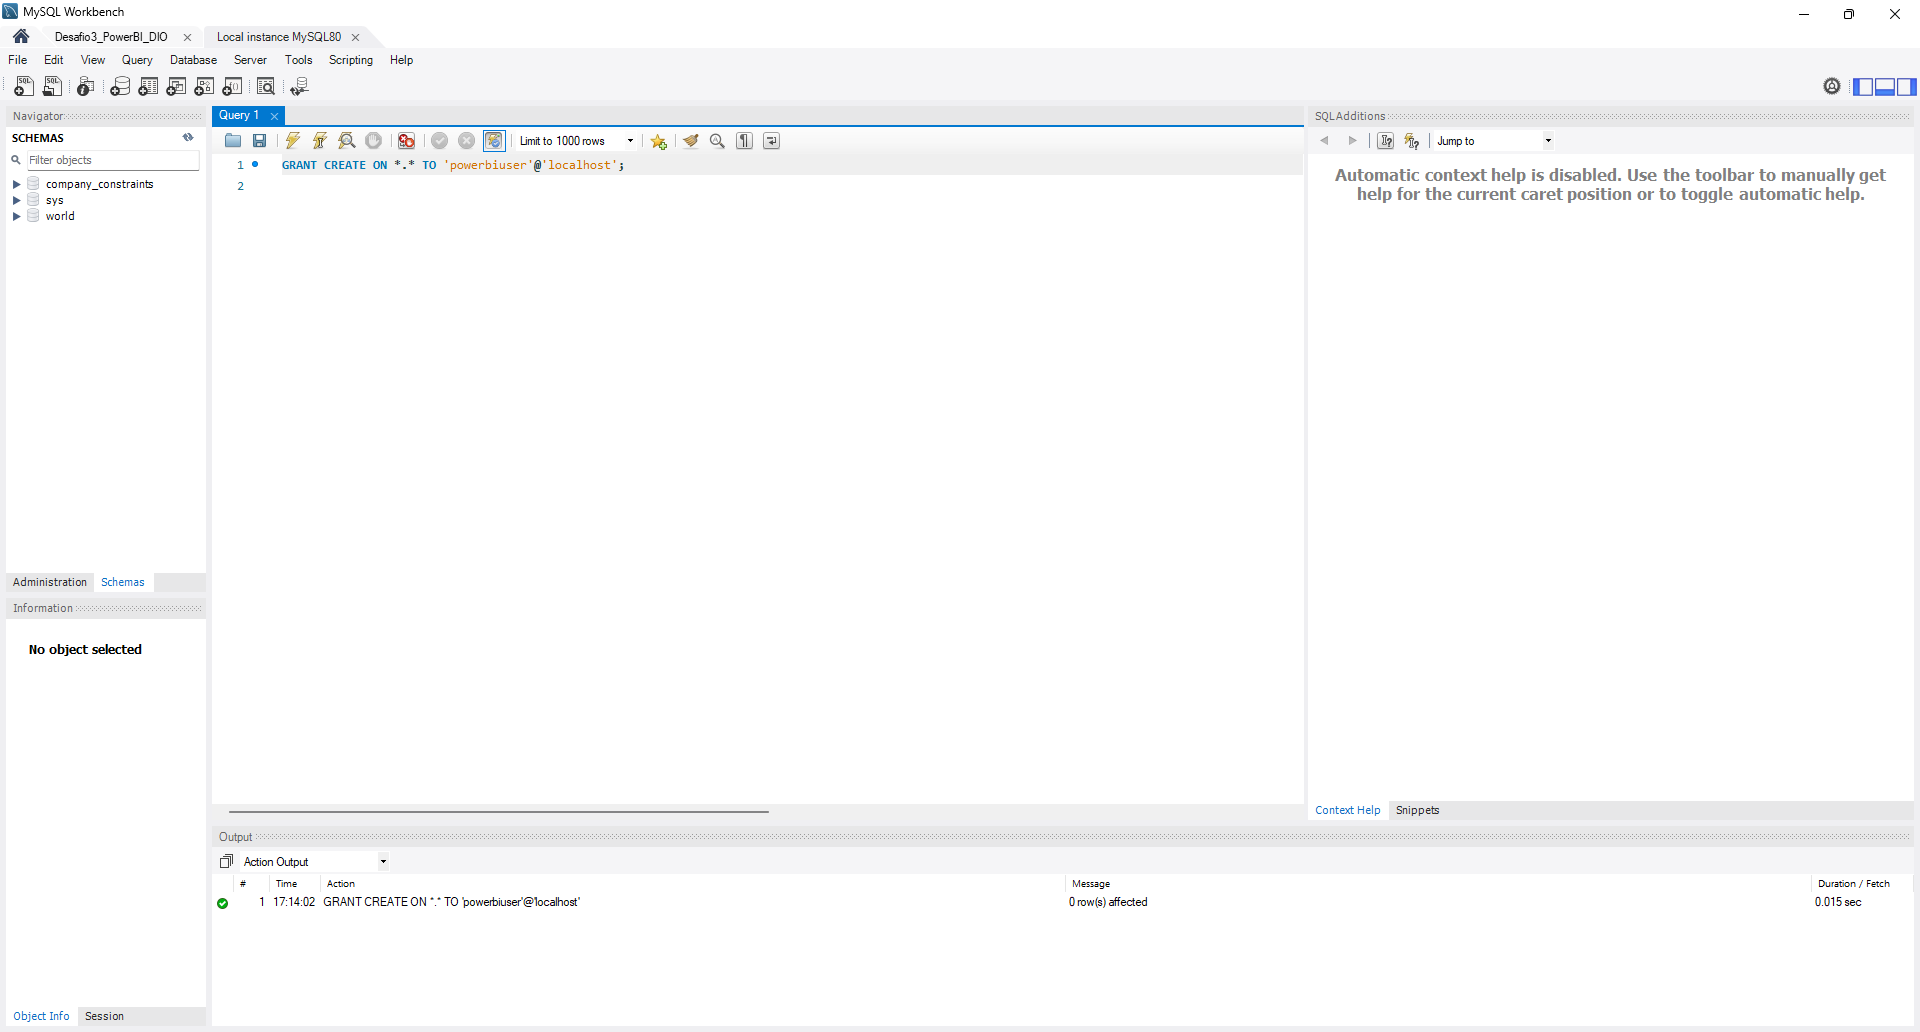 MySQL Workbench
Desafio3_PowerBI_DIO
Local instance MySQL80
File Edit View Query Database Server Tools Scripting Help
Navigator
SCHEMAS
Filter objects
company_constraints
sys
world
Administration Schemas
Information
No object selected
Object Info Session
Query 1
Limit to 1000 rows
1 GRANT CREATE ON *.* TO 'powerbiuser'@'localhost';
2
SQLAdditions
Jump to
Automatic context help is disabled. Use the toolbar to manually get
help for the current caret position or to toggle automatic help.
Context Help Snippets
Output
Action Output
# Time Action Message Duration / Fetch
1 17:14:02 GRANT CREATE ON *.* TO 'powerbiuser'@'localhost' 0 row(s) affected 0.015 sec